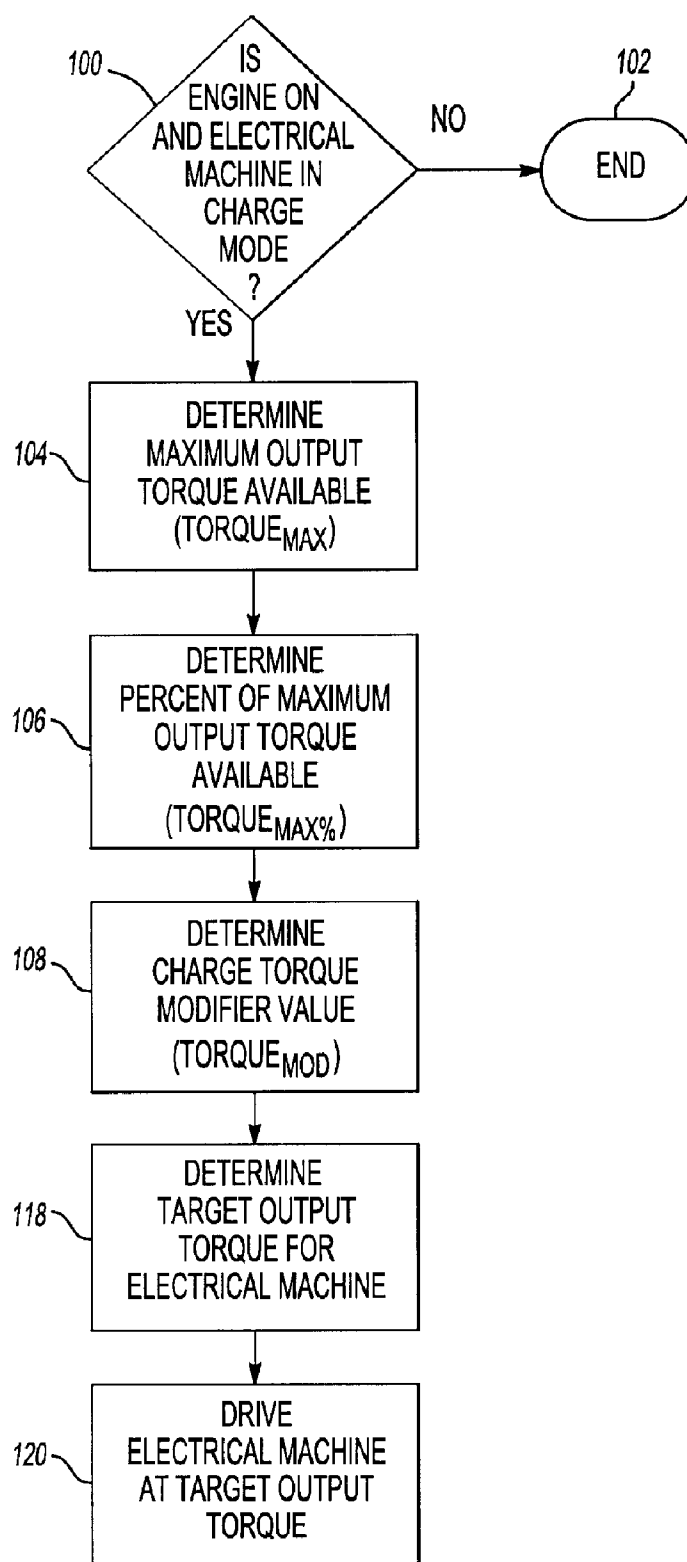 100
IS
ENGINE ON
AND ELECTRICAL
MACHINE IN
CHARGE
MODE
?
NO
102
END
YES
104
DETERMINE
MAXIMUM OUTPUT
TORQUE AVAILABLE
(TORQUEMAX)
106
DETERMINE
PERCENT OF MAXIMUM
OUTPUT TORQUE
AVAILABLE
(TORQUEMAX%)
108
DETERMINE
CHARGE TORQUE
MODIFIER VALUE
(TORQUEMOD)
118
DETERMINE
TARGET OUTPUT
TORQUE FOR
ELECTRICAL MACHINE
120
DRIVE
ELECTRICAL MACHINE
AT TARGET OUTPUT
TORQUE